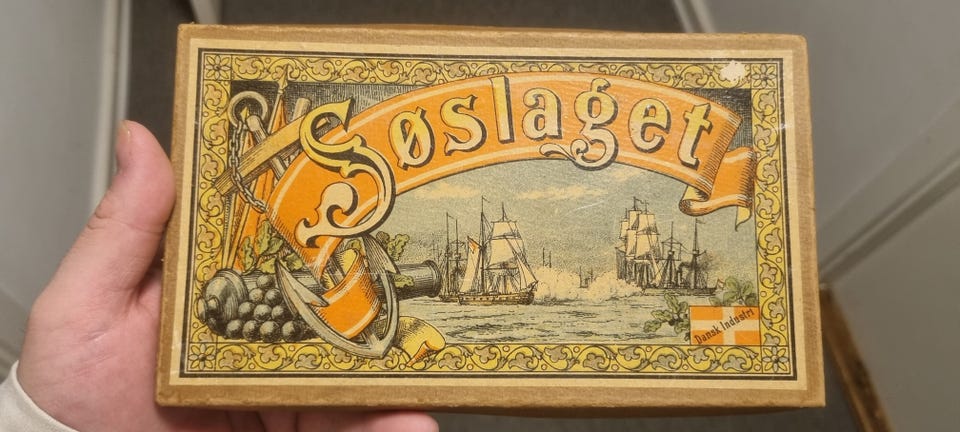 Søslaget
Dansk Industri